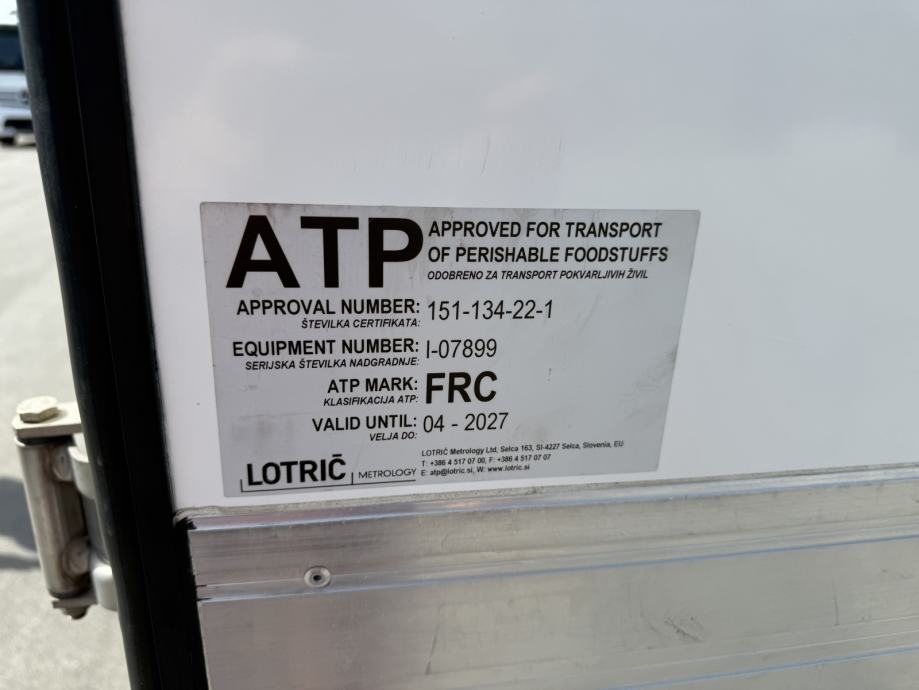 ATP
APPROVED FOR TRANSPORT
OF PERISHABLE FOODSTUFFS
ODOBRENO ZA TRANSPORT POKVARLJIVIH ŽIVIL
APPROVAL NUMBER: 151-134-22-1
ŠTEVILKA CERTIFIKATA:
EQUIPMENT NUMBER: I-07899
SERIJSKA ŠTEVILKA NADGRADNJE:
ATP MARK: FRC
KLASIFIKACIJA ATP:
VALID UNTIL: 04 - 2027
VELJA DO:
LOTRIČ METROLOGY
LOTRIČ Metrology Ltd, Selca 163, SI-4227 Selca, Slovenia, EU
T: +386 4 517 07 00, F: +386 4 517 07 07
E: atp@lotric.si, W: www.lotric.si